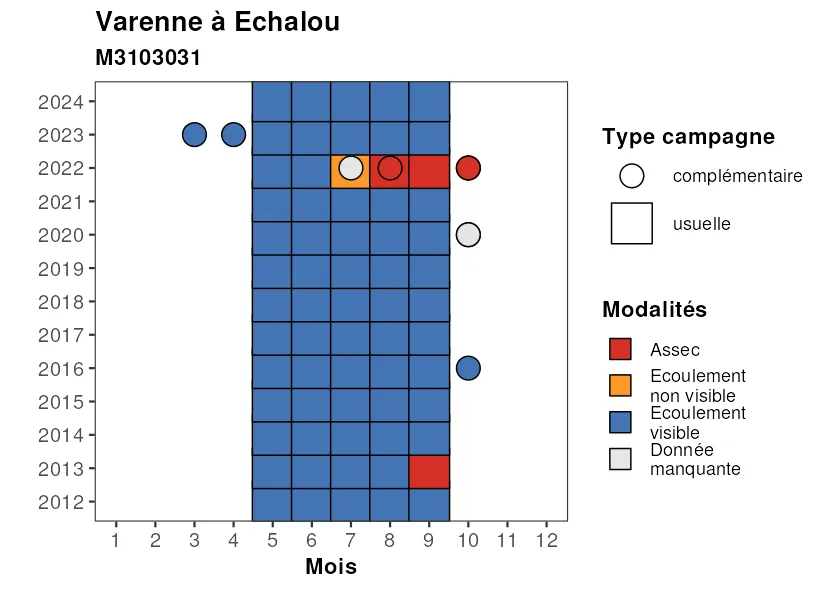 Varenne à Echalou
M3103031
2024
2023
2022
2021
2020
2019
2018
2017
2016
2015
2014
2013
2012
1 2 3 4 5 6 7 8 9 10 11 12
Mois
Type campagne
complémentaire
usuelle
Modalités
Assec
Ecoulement
non visible
Ecoulement
visible
Donnée
manquante